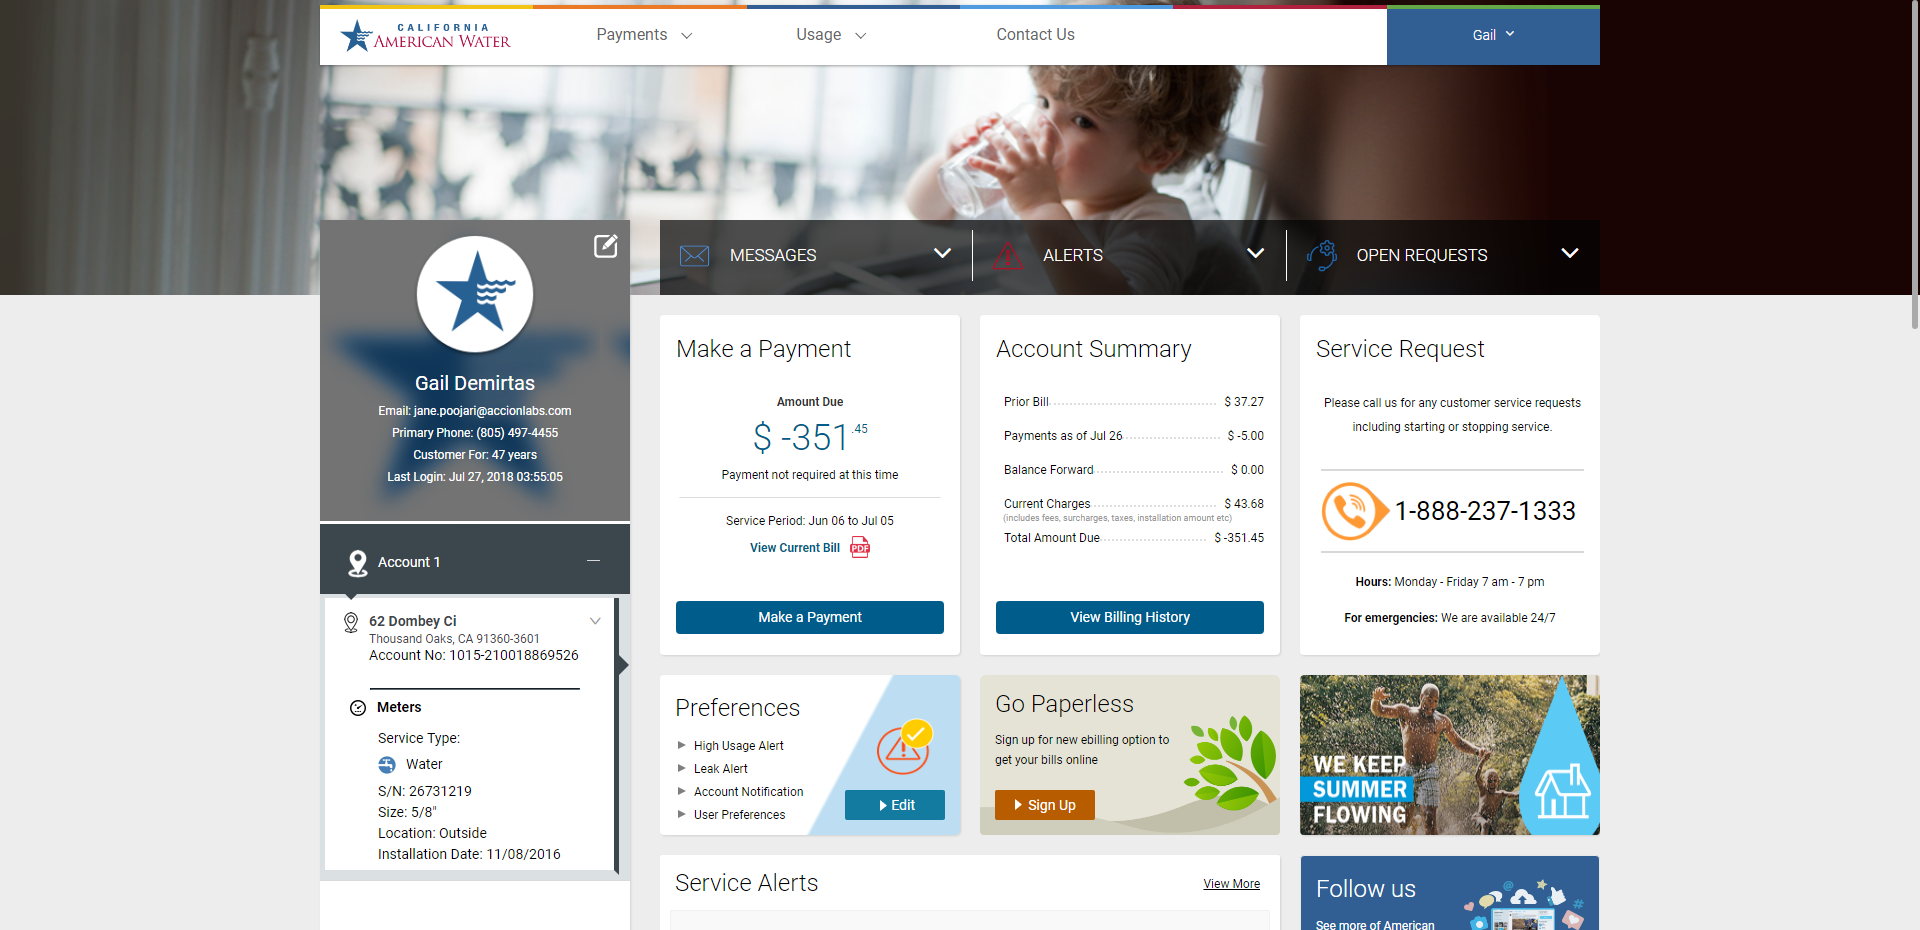 CALIFORNIA
AMERICAN WATER
Payments
Usage
Contact Us
Gail
MESSAGES
ALERTS
OPEN REQUESTS
Gail Demirtas
Email: jane.poojari@accionlabs.com
Primary Phone: (805) 497-4455
Customer For: 47 years
Last Login: Jul 27, 2018 03:55:05
Account 1
62 Dombey Ci
Thousand Oaks, CA 91360-3601
Account No: 1015-210018869526
Meters
Service Type:
Water
S/N: 26731219
Size: 5/8"
Location: Outside
Installation Date: 11/08/2016
Make a Payment
Amount Due
$ -351.45
Payment not required at this time
Service Period: Jun 06 to Jul 05
View Current Bill PDF
Make a Payment
Account Summary
Prior Bill $ 37.27
Payments as of Jul 26 $ -5.00
Balance Forward $ 0.00
Current Charges $ 43.68
(includes fees, surcharges, taxes, installation amount etc)
Total Amount Due $ -351.45
View Billing History
Service Request
Please call us for any customer service requests
including starting or stopping service.
1-888-237-1333
Hours: Monday - Friday 7 am - 7 pm
For emergencies: We are available 24/7
Preferences
High Usage Alert
Leak Alert
Account Notification
User Preferences
Edit
Go Paperless
Sign up for new ebilling option to
get your bills online
Sign Up
WE KEEP
SUMMER
FLOWING
Service Alerts
View More
Follow us
See more of American